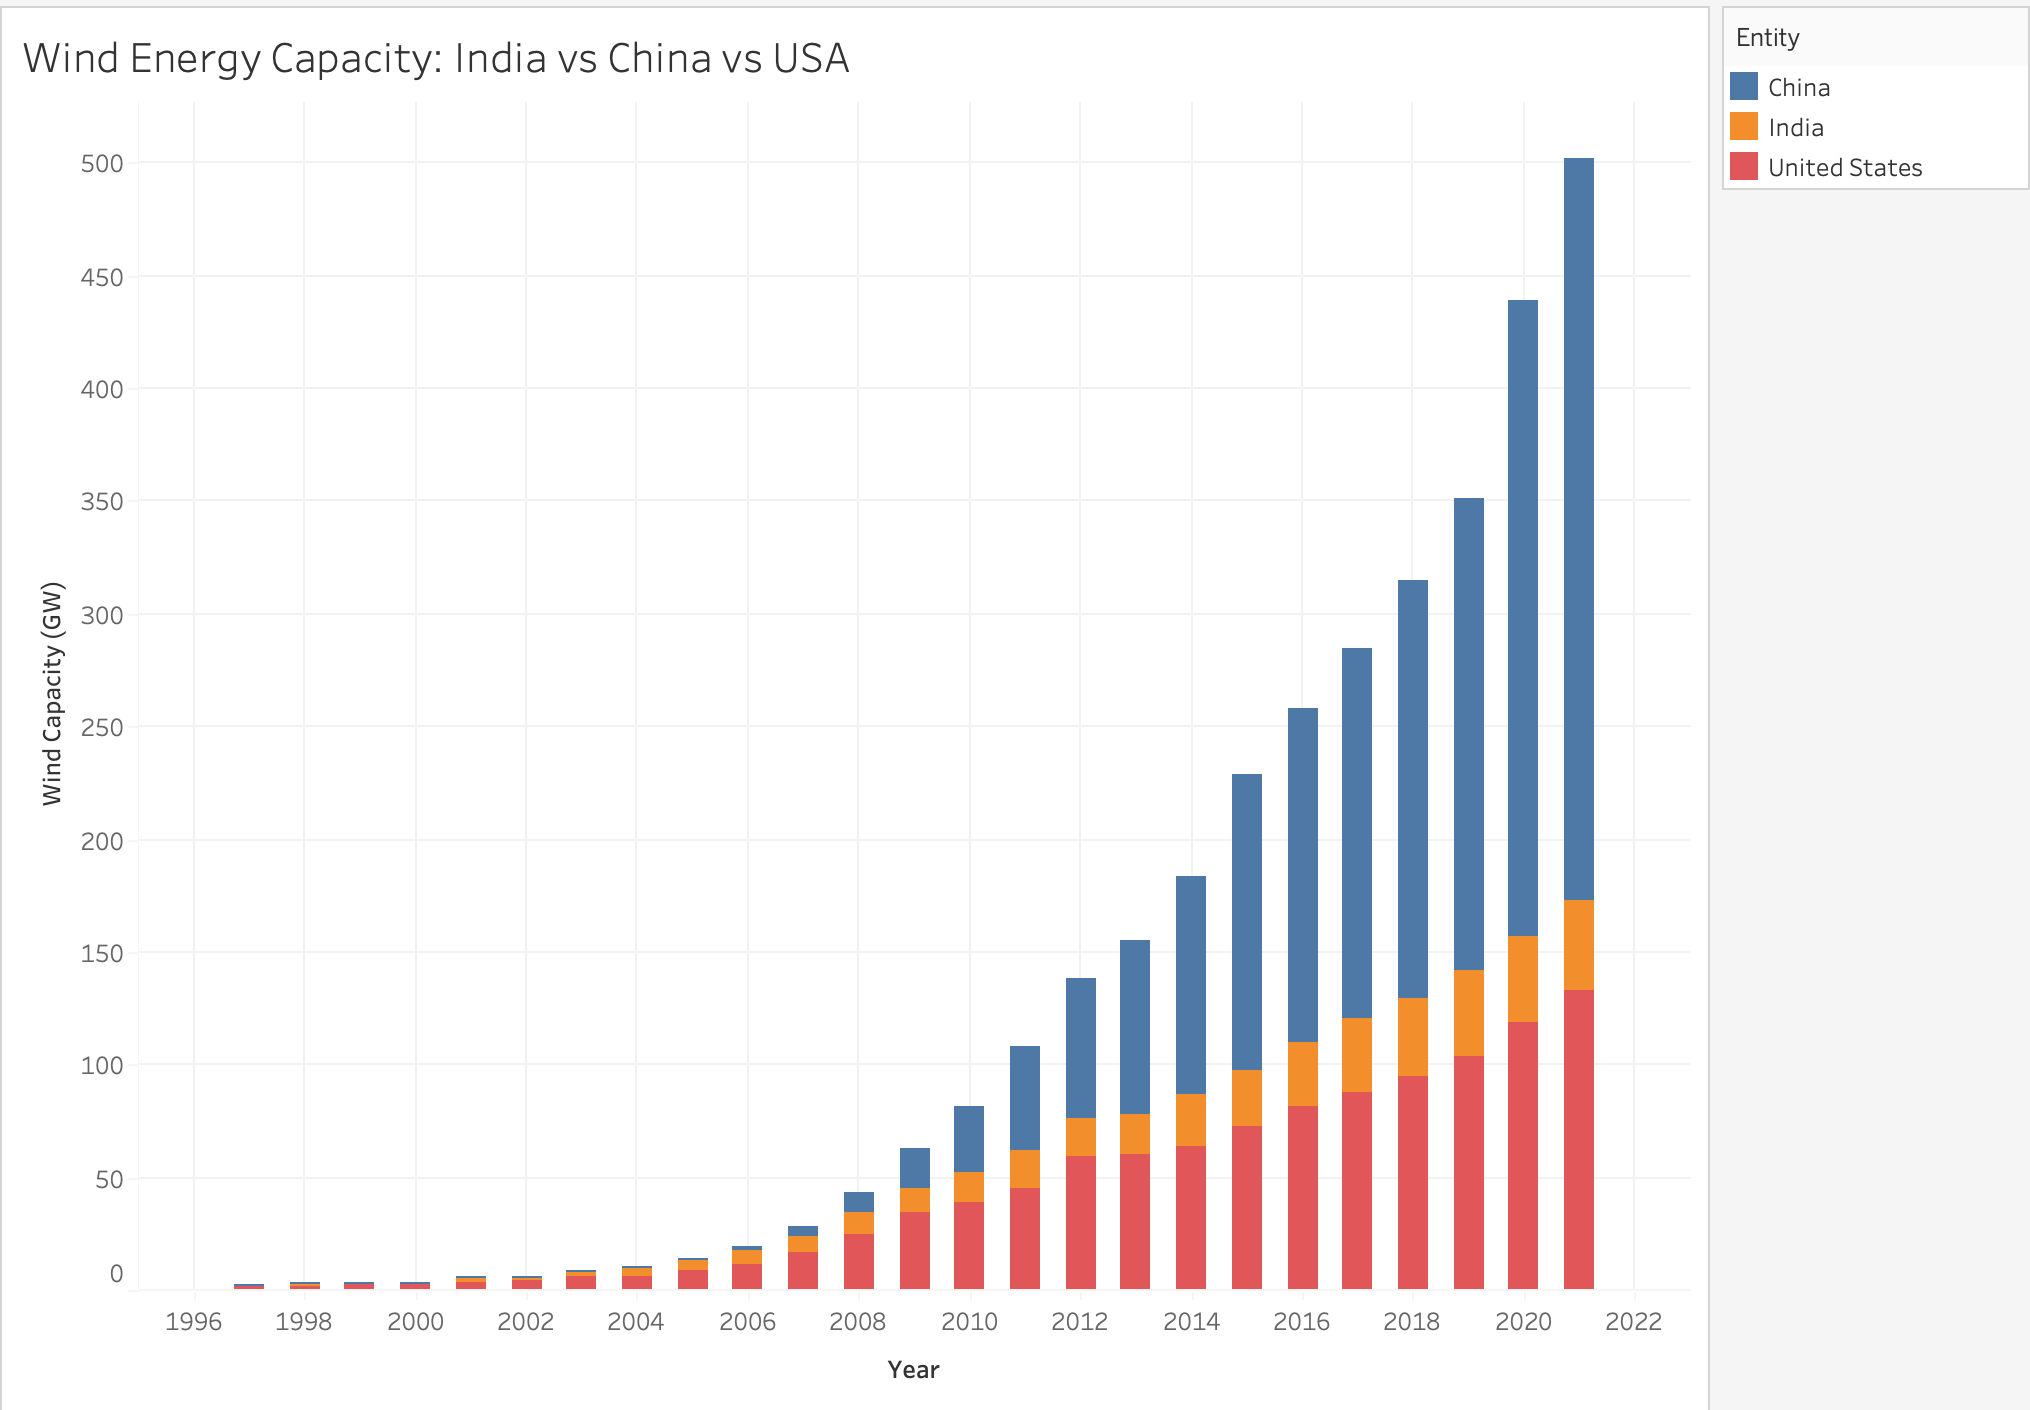 Wind Energy Capacity: India vs China vs USA
Entity
China
India
United States
500
450
400
350
300
250
200
150
100
50
0
Wind Capacity (GW)
1996 1998 2000 2002 2004 2006 2008 2010 2012 2014 2016 2018 2020 2022
Year